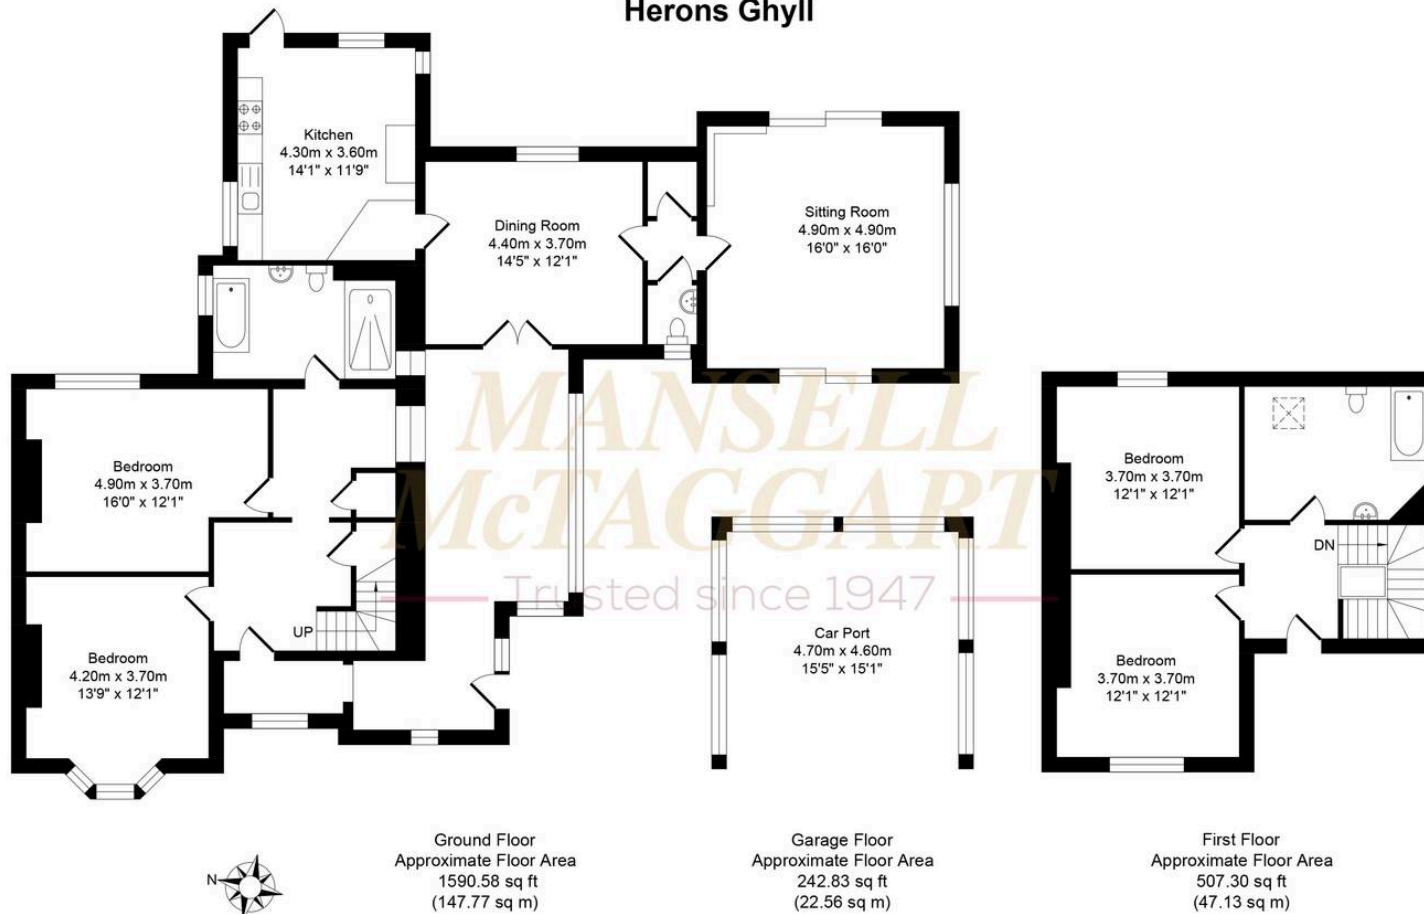 Herons Ghyll
Kitchen
4.30m x 3.60m
14'1" x 11'9"
Dining Room
4.40m x 3.70m
14'5" x 12'1"
Sitting Room
4.90m x 4.90m
16'0" x 16'0"
Bedroom
4.90m x 3.70m
16'0" x 12'1"
Bedroom
4.20m x 3.70m
13'9" x 12'1"
UP
MANSELL
McTAGGART
Trusted since 1947
Car Port
4.70m x 4.60m
15'5" x 15'1"
Bedroom
3.70m x 3.70m
12'1" x 12'1"
DN
Bedroom
3.70m x 3.70m
12'1" x 12'1"
N
Ground Floor
Approximate Floor Area
1590.58 sq ft
(147.77 sq m)
Garage Floor
Approximate Floor Area
242.83 sq ft
(22.56 sq m)
First Floor
Approximate Floor Area
507.30 sq ft
(47.13 sq m)